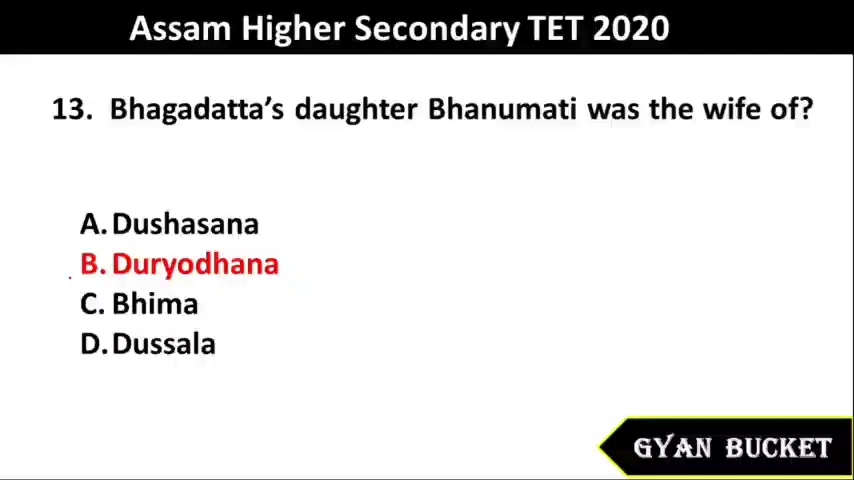 Assam Higher Secondary TET 2020
13. Bhagadatta's daughter Bhanumati was the wife of?
A. Dushasana
B. Duryodhana
C. Bhima
D. Dussala
GYAN BUCKET